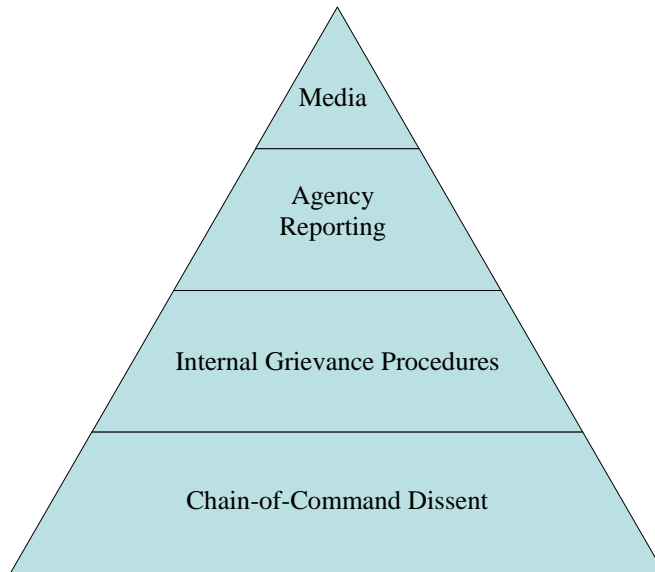 Media
Agency
Reporting
Internal Grievance Procedures
Chain-of-Command Dissent